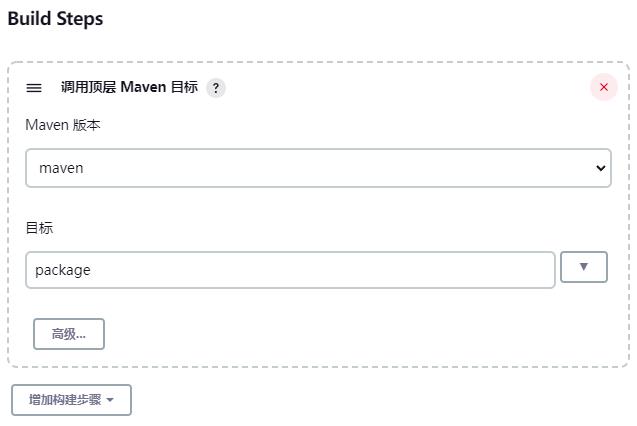 Build Steps
调用顶层 Maven 目标 ?
Maven 版本
maven
目标
package
高级...
增加构建步骤